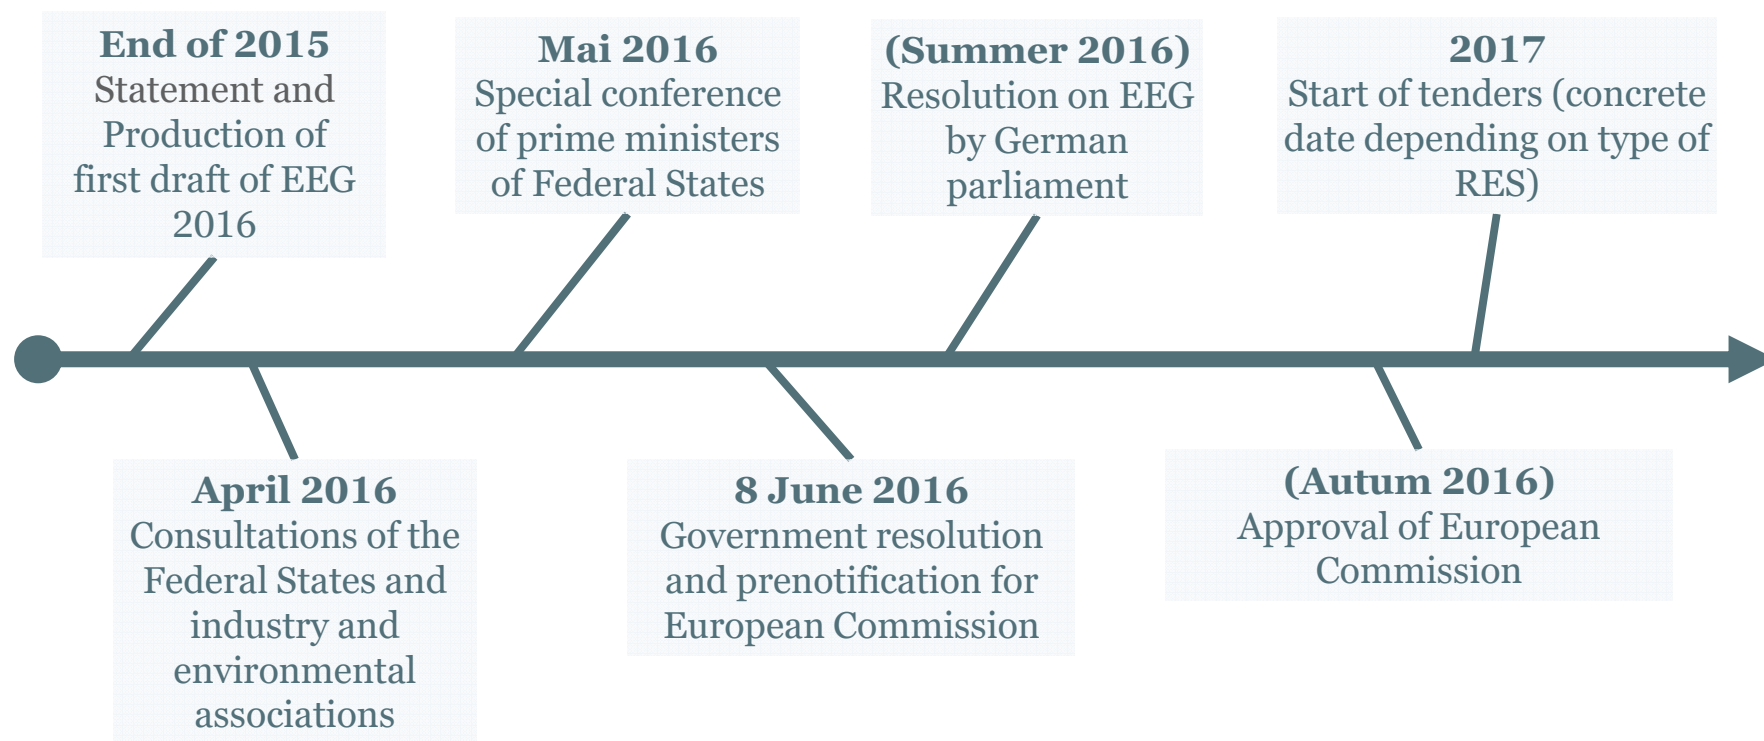 End of 2015
Statement and
Production of
first draft of EEG
2016
Mai 2016
Special conference
of prime ministers
of Federal States
(Summer 2016)
Resolution on EEG
by German
parliament
2017
Start of tenders (concrete
date depending on type of
RES)
April 2016
Consultations of the
Federal States and
industry and
environmental
associations
8 June 2016
Government resolution
and prenotification for
European Commission
(Autum 2016)
Approval of European
Commission